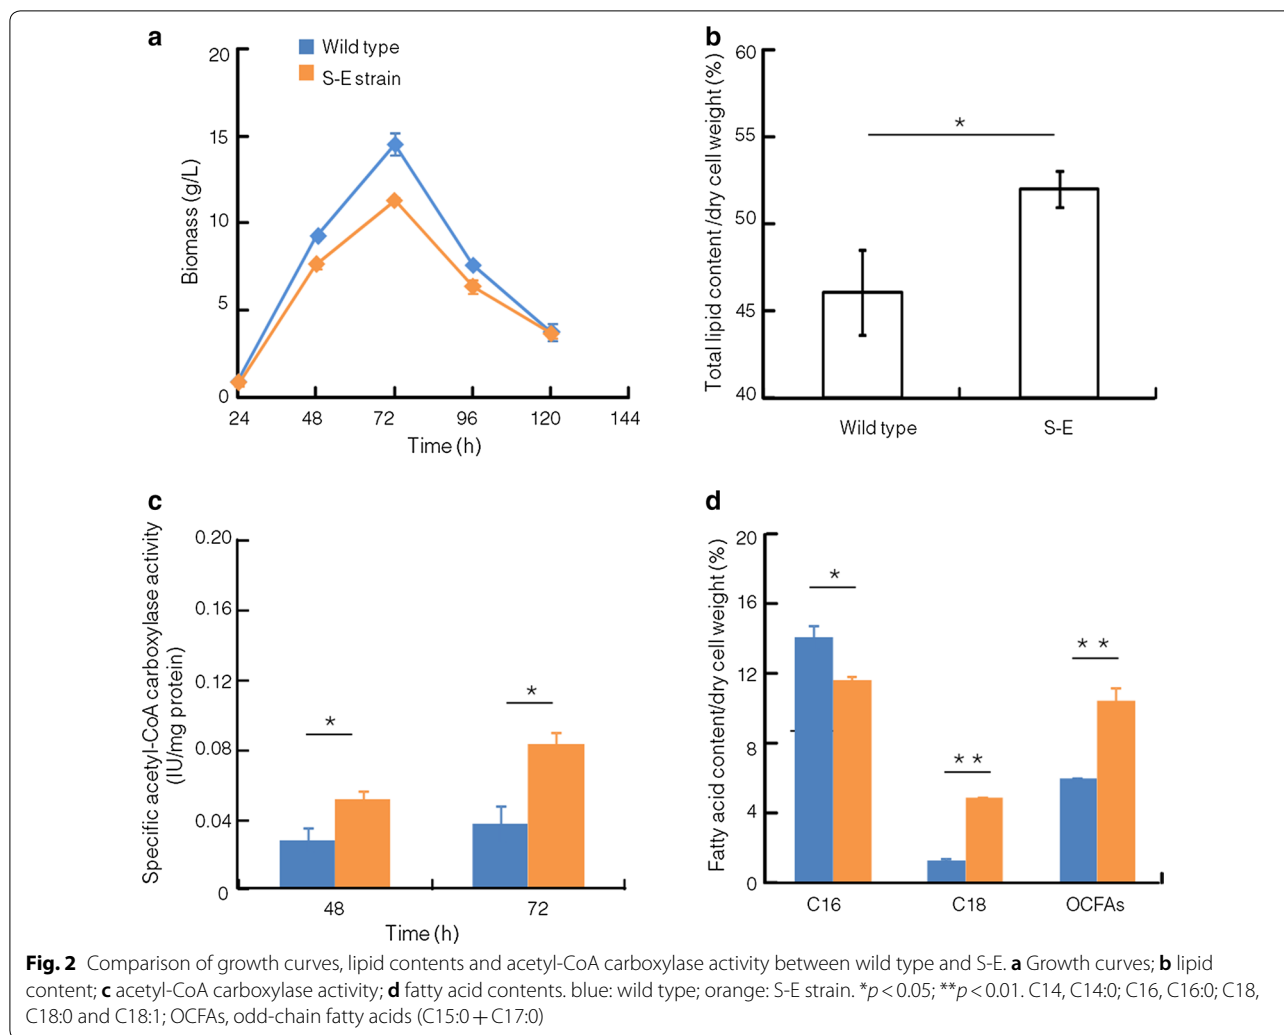 a
Wild type
S-E strain
20
15
10
5
0
Biomass (g/L)
24 48 72 96 120 144
Time (h)
b
60
55
50
45
40
Total lipid content /dry cell weight (%)
*
Wild type S-E
c
0.20
0.16
0.12
0.08
0.04
0
Specific acetyl-CoA carboxylase activity
(IU/mg protein)
*
*
48 72
Time (h)
d
20
16
12
8
4
0
Fatty acid content/dry cell weight (%)
*
* *
* *
C16 C18 OCFAs
Fig. 2 Comparison of growth curves, lipid contents and acetyl-CoA carboxylase activity between wild type and S-E. a Growth curves; b lipid
content; c acetyl-CoA carboxylase activity; d fatty acid contents. blue: wild type; orange: S-E strain. *p < 0.05; **p < 0.01. C14, C14:0; C16, C16:0; C18,
C18:0 and C18:1; OCFAs, odd-chain fatty acids (C15:0 + C17:0)